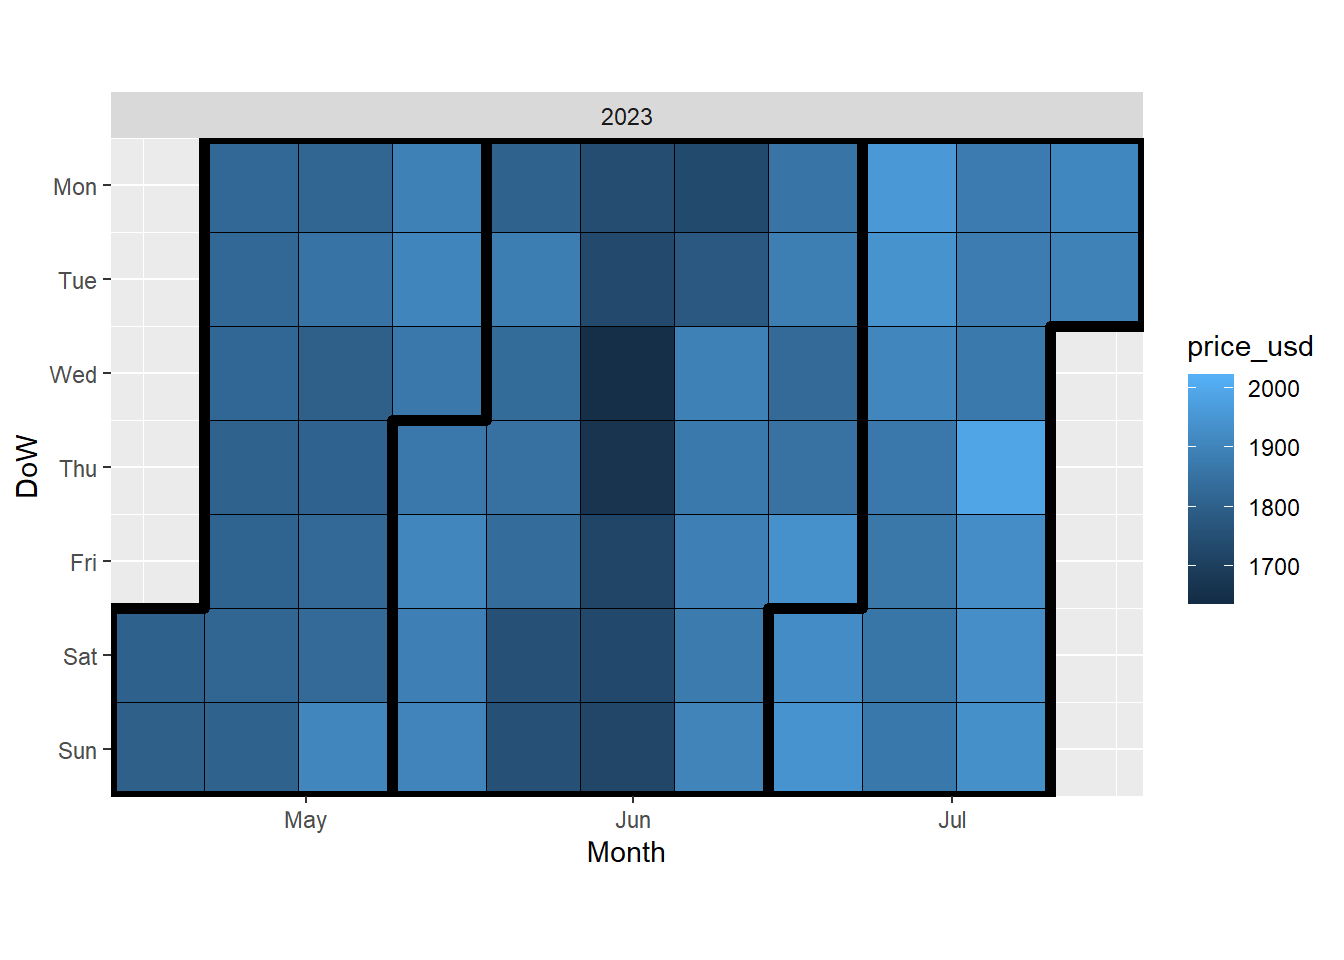 2023
Mon
Tue
Wed
Thu
Fri
Sat
Sun
DoW
May Jun Jul
Month
price_usd
2000
1900
1800
1700